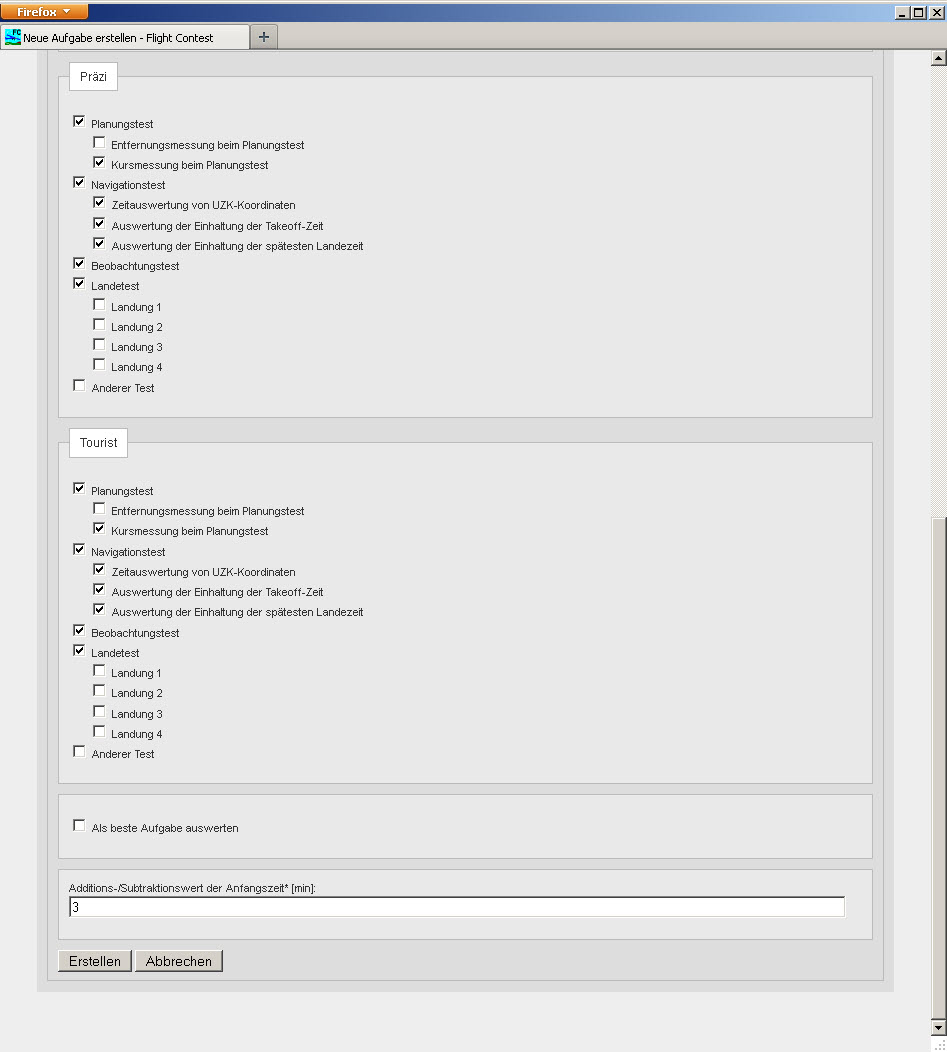 Firefox
Neue Aufgabe erstellen - Flight Contest
Präzi
Planungstest
Entfernungsmessung beim Planungstest
Kursmessung beim Planungstest
Navigationstest
Zeitauswertung von UZK-Koordinaten
Auswertung der Einhaltung der Takeoff-Zeit
Auswertung der Einhaltung der spätesten Landezeit
Beobachtungstest
Landetest
Landung 1
Landung 2
Landung 3
Landung 4
Anderer Test
Tourist
Planungstest
Entfernungsmessung beim Planungstest
Kursmessung beim Planungstest
Navigationstest
Zeitauswertung von UZK-Koordinaten
Auswertung der Einhaltung der Takeoff-Zeit
Auswertung der Einhaltung der spätesten Landezeit
Beobachtungstest
Landetest
Landung 1
Landung 2
Landung 3
Landung 4
Anderer Test
Als beste Aufgabe auswerten
Additions-/Subtraktionswert der Anfangszeit* [min]:
3
Erstellen Abbrechen